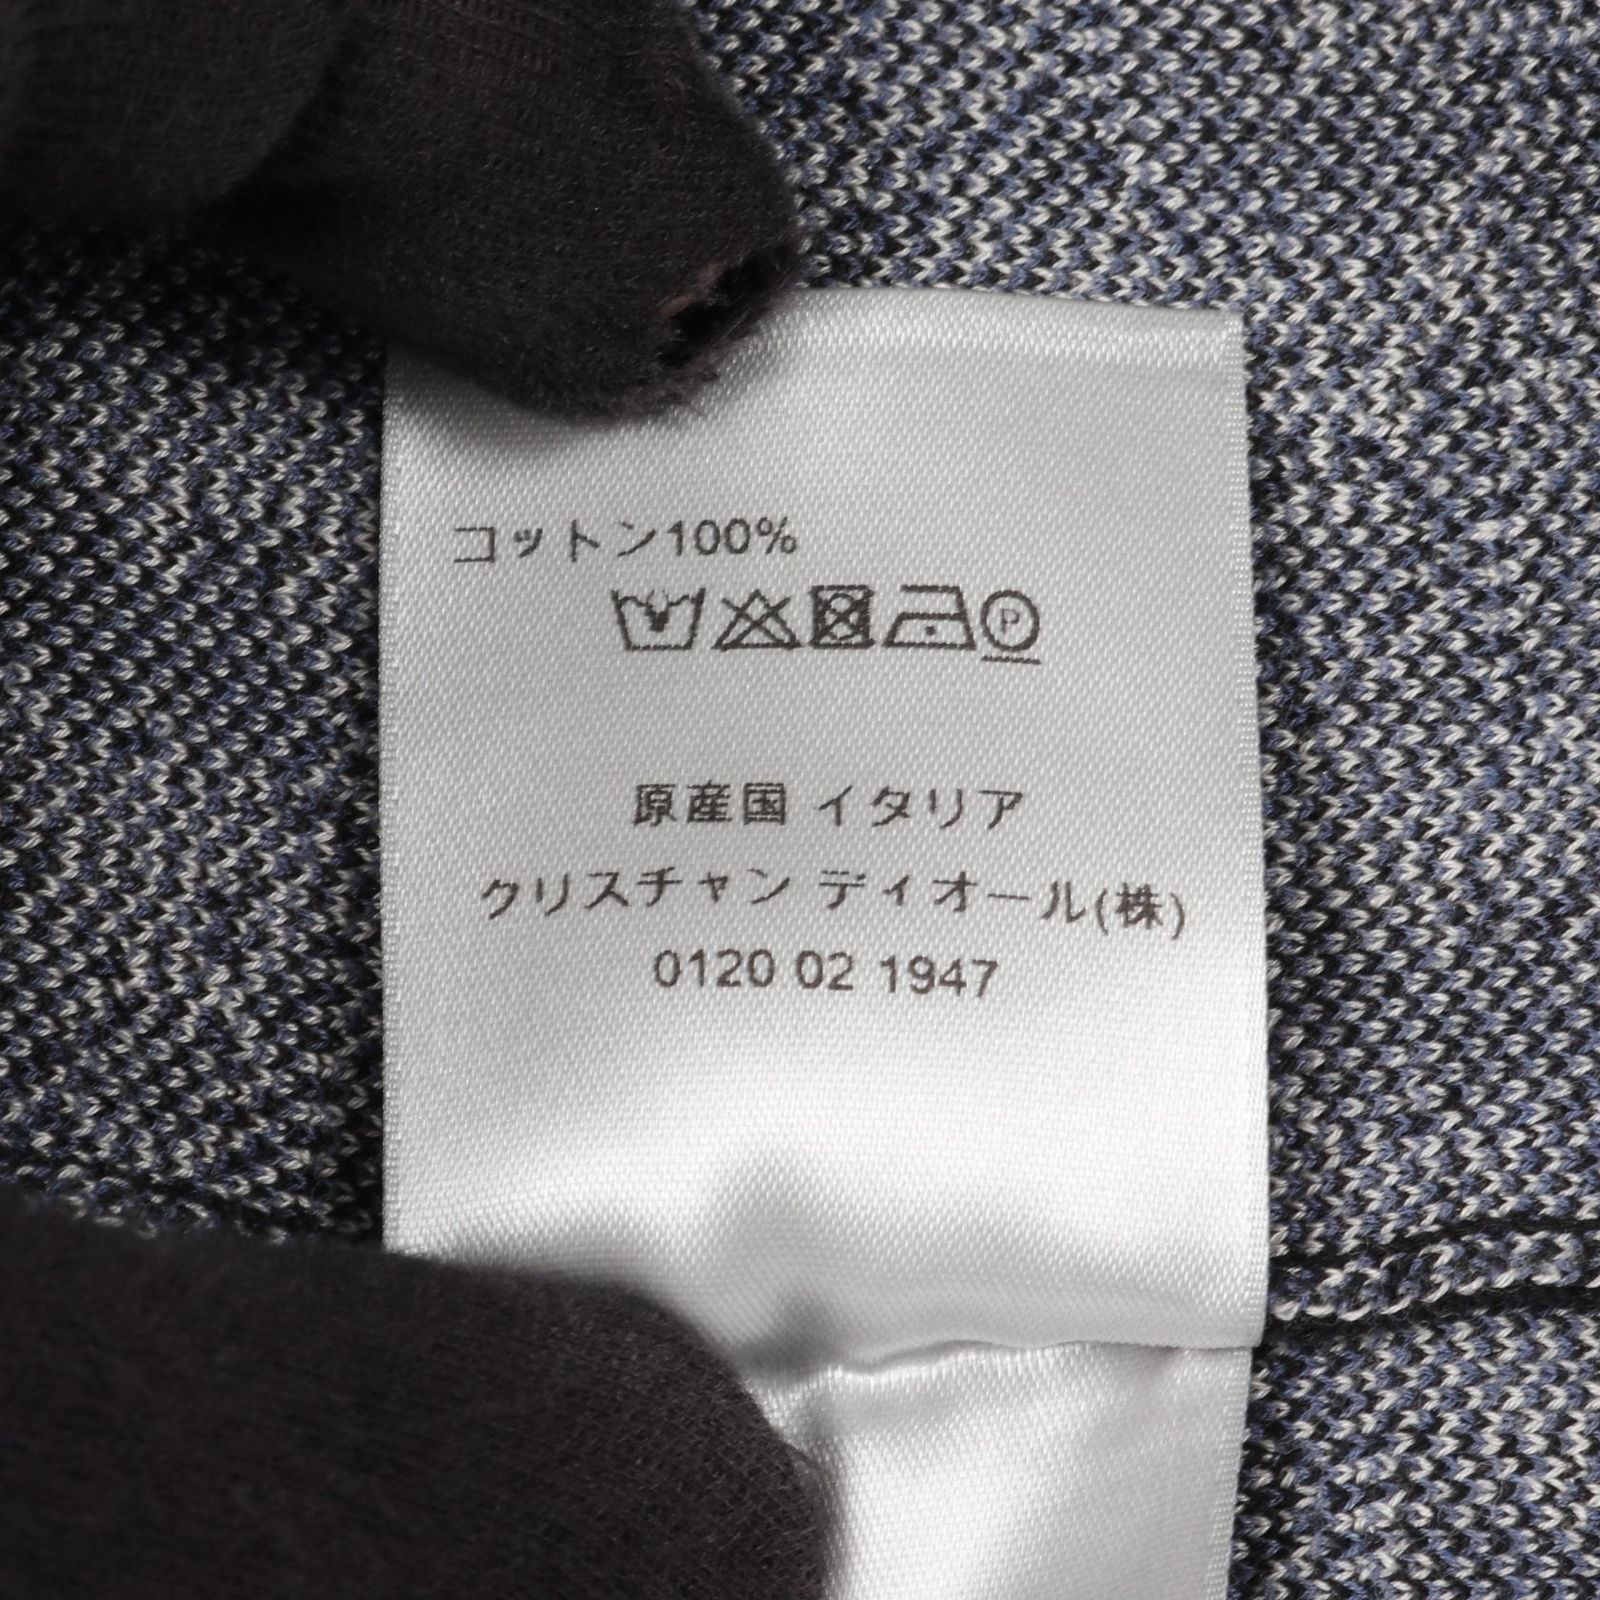 コットン100%
P
原産国 イタリア
クリスチャン ディオール(株)
0120 02 1947